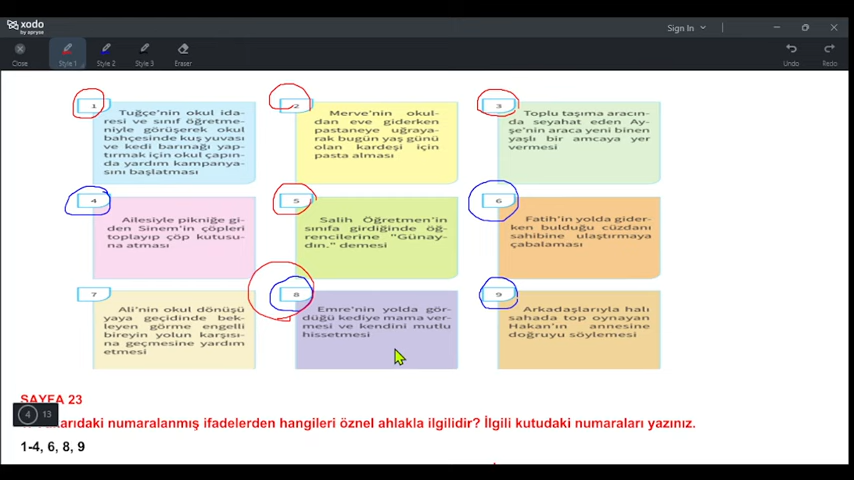 xodo
by apryse
Sign In
Close
Style 1
Style 2
Style 3
Eraser
Undo
Redo
1
Tuğçe'nin okul ida-
resi ve sınıf öğretme-
niyle görüşerek okul
bahçesinde kuş yuvası
ve kedi barınağı yap-
tırmak için okul çapın-
da yardım kampanya-
sını başlatması
2
Merve'nin okul-
dan eve giderken
pastaneye uğraya-
rak bugün yaş günü
olan kardeşi için
pasta alması
3
Toplu taşıma aracın-
da seyahat eden Ay-
şe'nin araca yeni binen
yaşlı bir amcaya yer
vermesi
4
Ailesiyle pikniğe gi-
den Sinem'in çöpleri
toplayıp çöp kutusu-
na atması
5
Salih Öğretmen'in
sınıfa girdiğinde öğ-
rencilerine "Günay-
dın." demesi
6
Fatih'in yolda gider-
ken bulduğu cüzdanı
sahibine ulaştırmaya
çabalaması
7
Ali'nin okul dönüşü
yaya geçidinde bek-
leyen görme engelli
bireyin yolun karşısı-
na geçmesine yardım
etmesi
8
Emre'nin yolda gör-
düğü kediye mama ver-
mesi ve kendini mutlu
hissetmesi
9
Arkadaşlarıyla halı
sahada top oynayan
Hakan'ın annesine
doğruyu söylemesi
SAYFA 23
4 13
numaralanmış ifadelerden hangileri öznel ahlakla ilgilidir? İlgili kutudaki numaraları yazınız.
1-4, 6, 8, 9